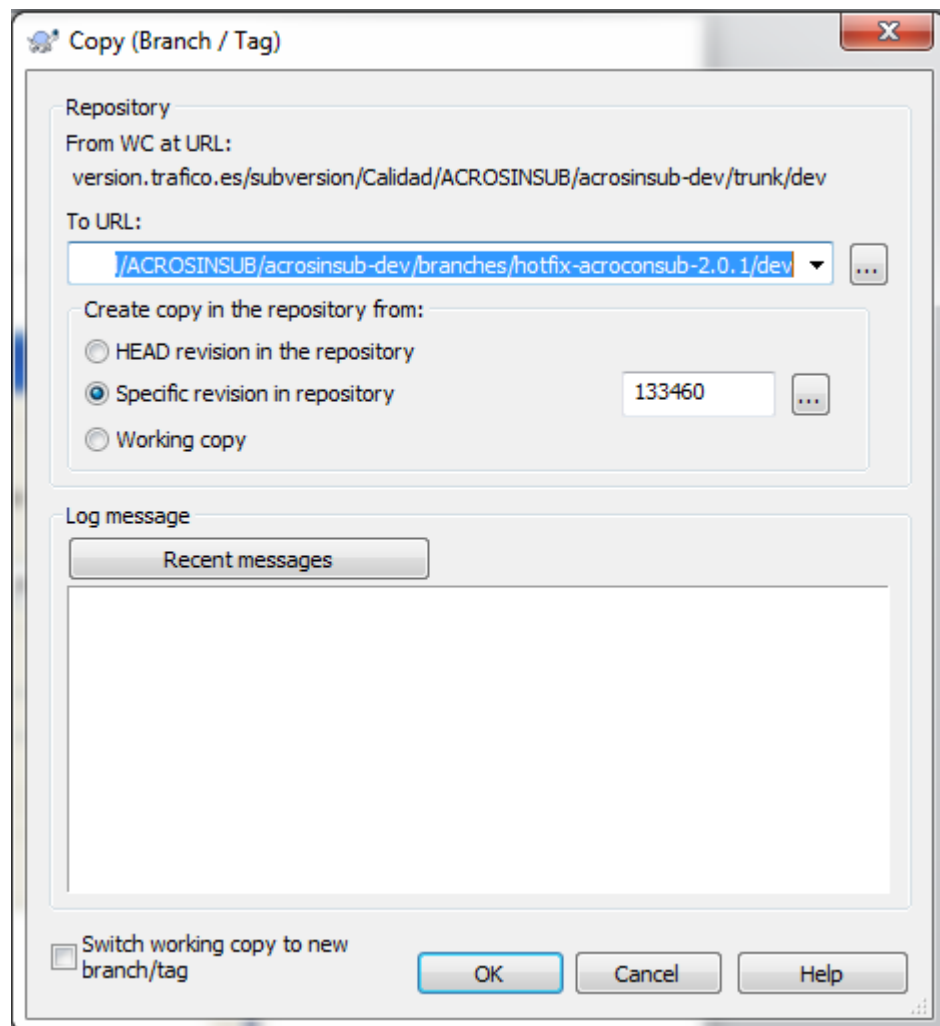 Copy (Branch / Tag)
Repository
From WC at URL:
version.trafico.es/subversion/Calidad/ACROSINSUB/acrosinsub-dev/trunk/dev
To URL:
/ACROSINSUB/acrosinsub-dev/branches/hotfix-acroconsub-2.0.1/dev
...
Create copy in the repository from:
HEAD revision in the repository
Specific revision in repository
133460
...
Working copy
Log message
Recent messages
Switch working copy to new
branch/tag
OK
Cancel
Help